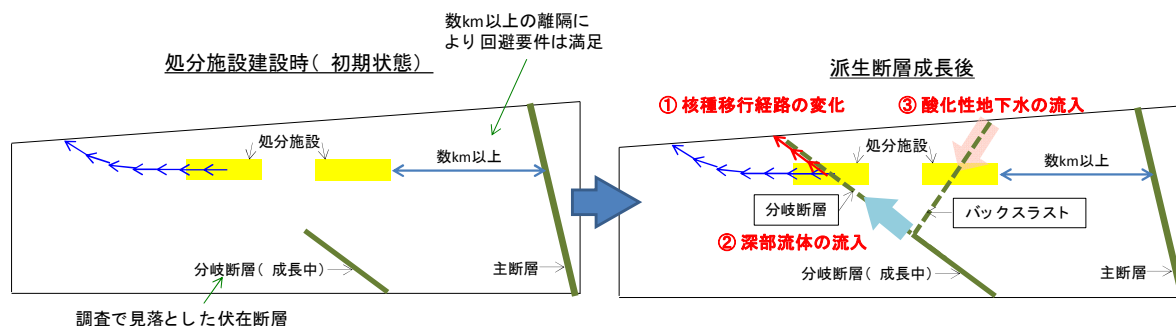 数km以上の離隔に
より回避要件は満足
処分施設建設時( 初期状態)
処分施設
数km以上
主断層
分岐断層( 成長中)
調査で見落とした伏在断層
派生断層成長後
① 核種移行経路の変化
③ 酸化性地下水の流入
処分施設
数km以上
分岐断層
バックスラスト
② 深部流体の流入
分岐断層( 成長中)
主断層